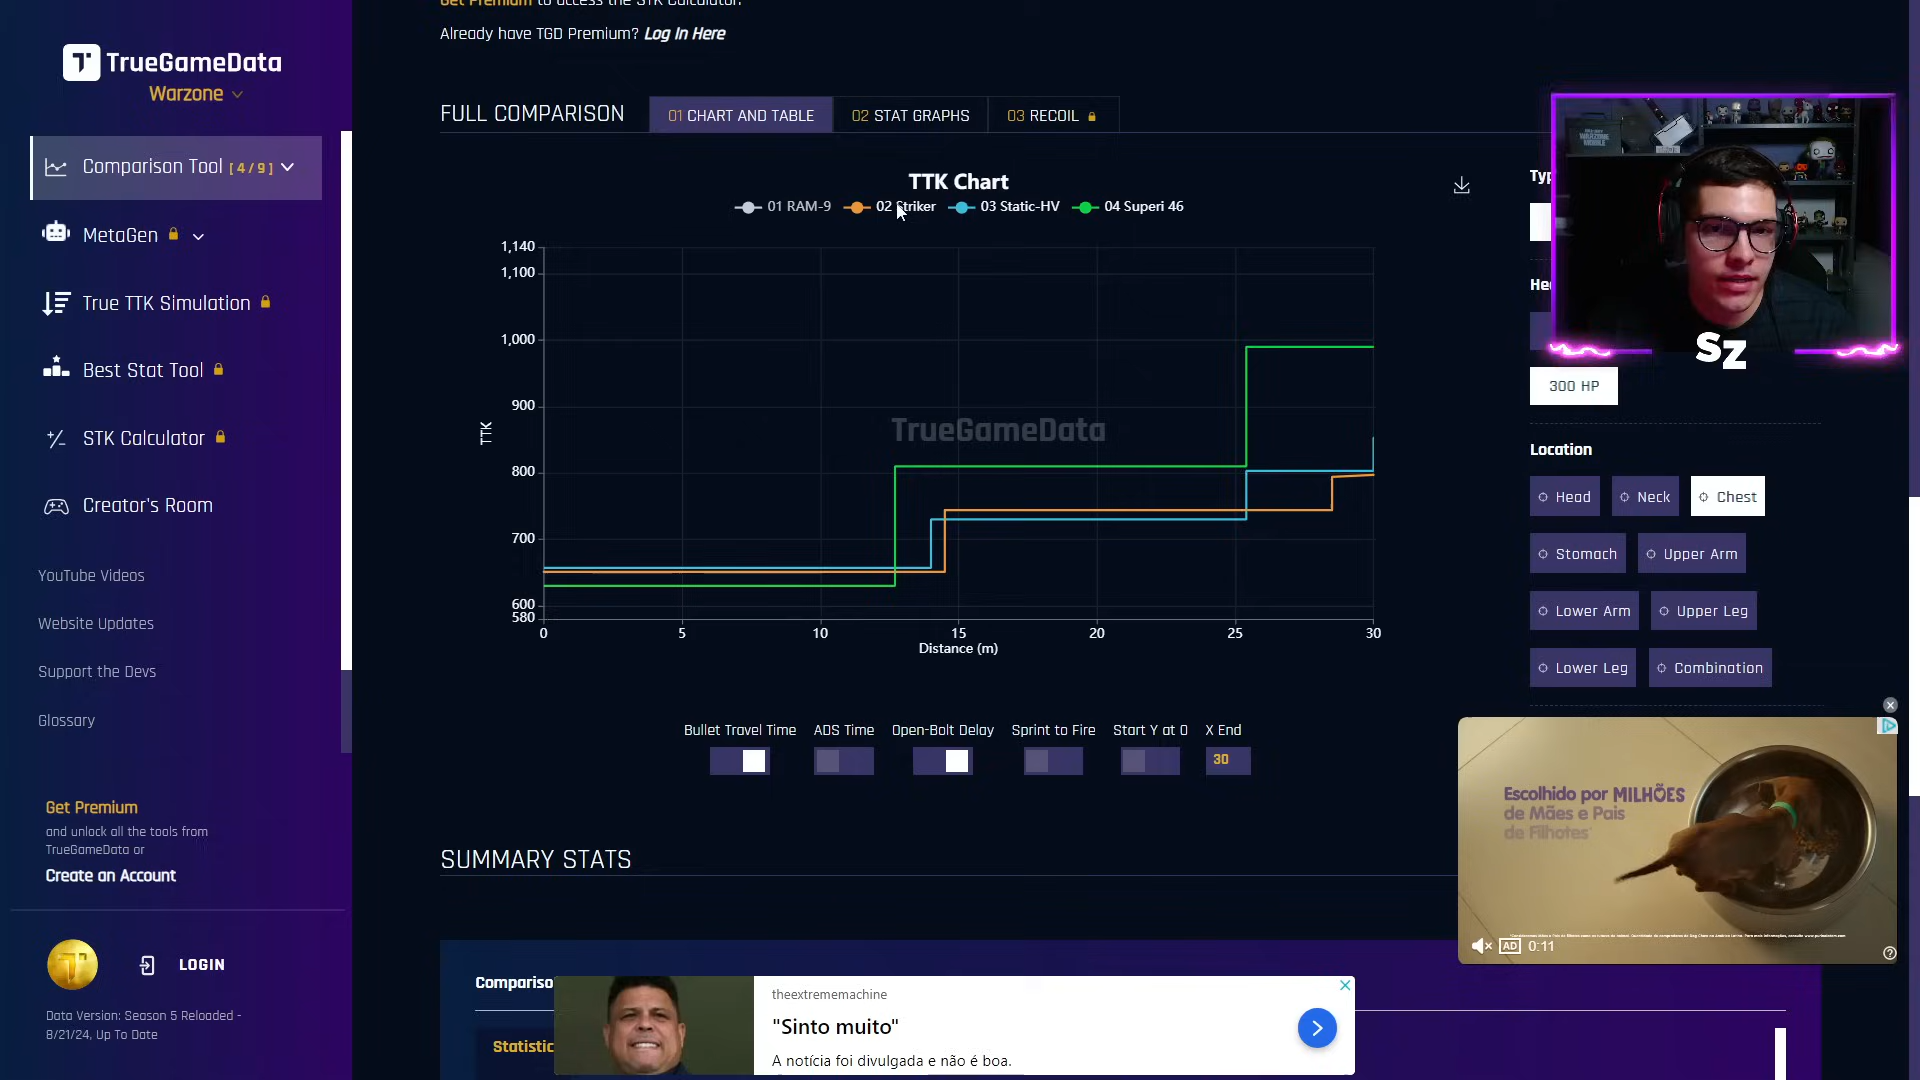 Get Premium to access the STK Calculator.
Already have TGD Premium? Log In Here
TrueGameData
Warzone
Comparison Tool [4/9]
MetaGen
True TTK Simulation
Best Stat Tool
STK Calculator
Creator's Room
YouTube Videos
Website Updates
Support the Devs
Glossary
Get Premium
and unlock all the tools from
TrueGameData or
Create an Account
LOGIN
Data Version: Season 5 Reloaded -
8/21/24, Up To Date
FULL COMPARISON
01 CHART AND TABLE
02 STAT GRAPHS
03 RECOIL
TTK Chart
01 RAM-9
02 Striker
03 Static-HV
04 Superi 46
1,140
1,100
1,000
900
800
700
600
580
TTK
TrueGameData
0
5
10
15
20
25
30
Distance (m)
Bullet Travel Time
ADS Time
Open-Bolt Delay
Sprint to Fire
Start Y at 0
X End
30
SUMMARY STATS
Sz
300 HP
Location
Head
Neck
Chest
Stomach
Upper Arm
Lower Arm
Upper Leg
Lower Leg
Combination
Escolhido por MILHÕES
de Mães e Pais
de Filhotes*
AD 0:11
theextrememachine
"Sinto muito"
A notícia foi divulgada e não é boa.